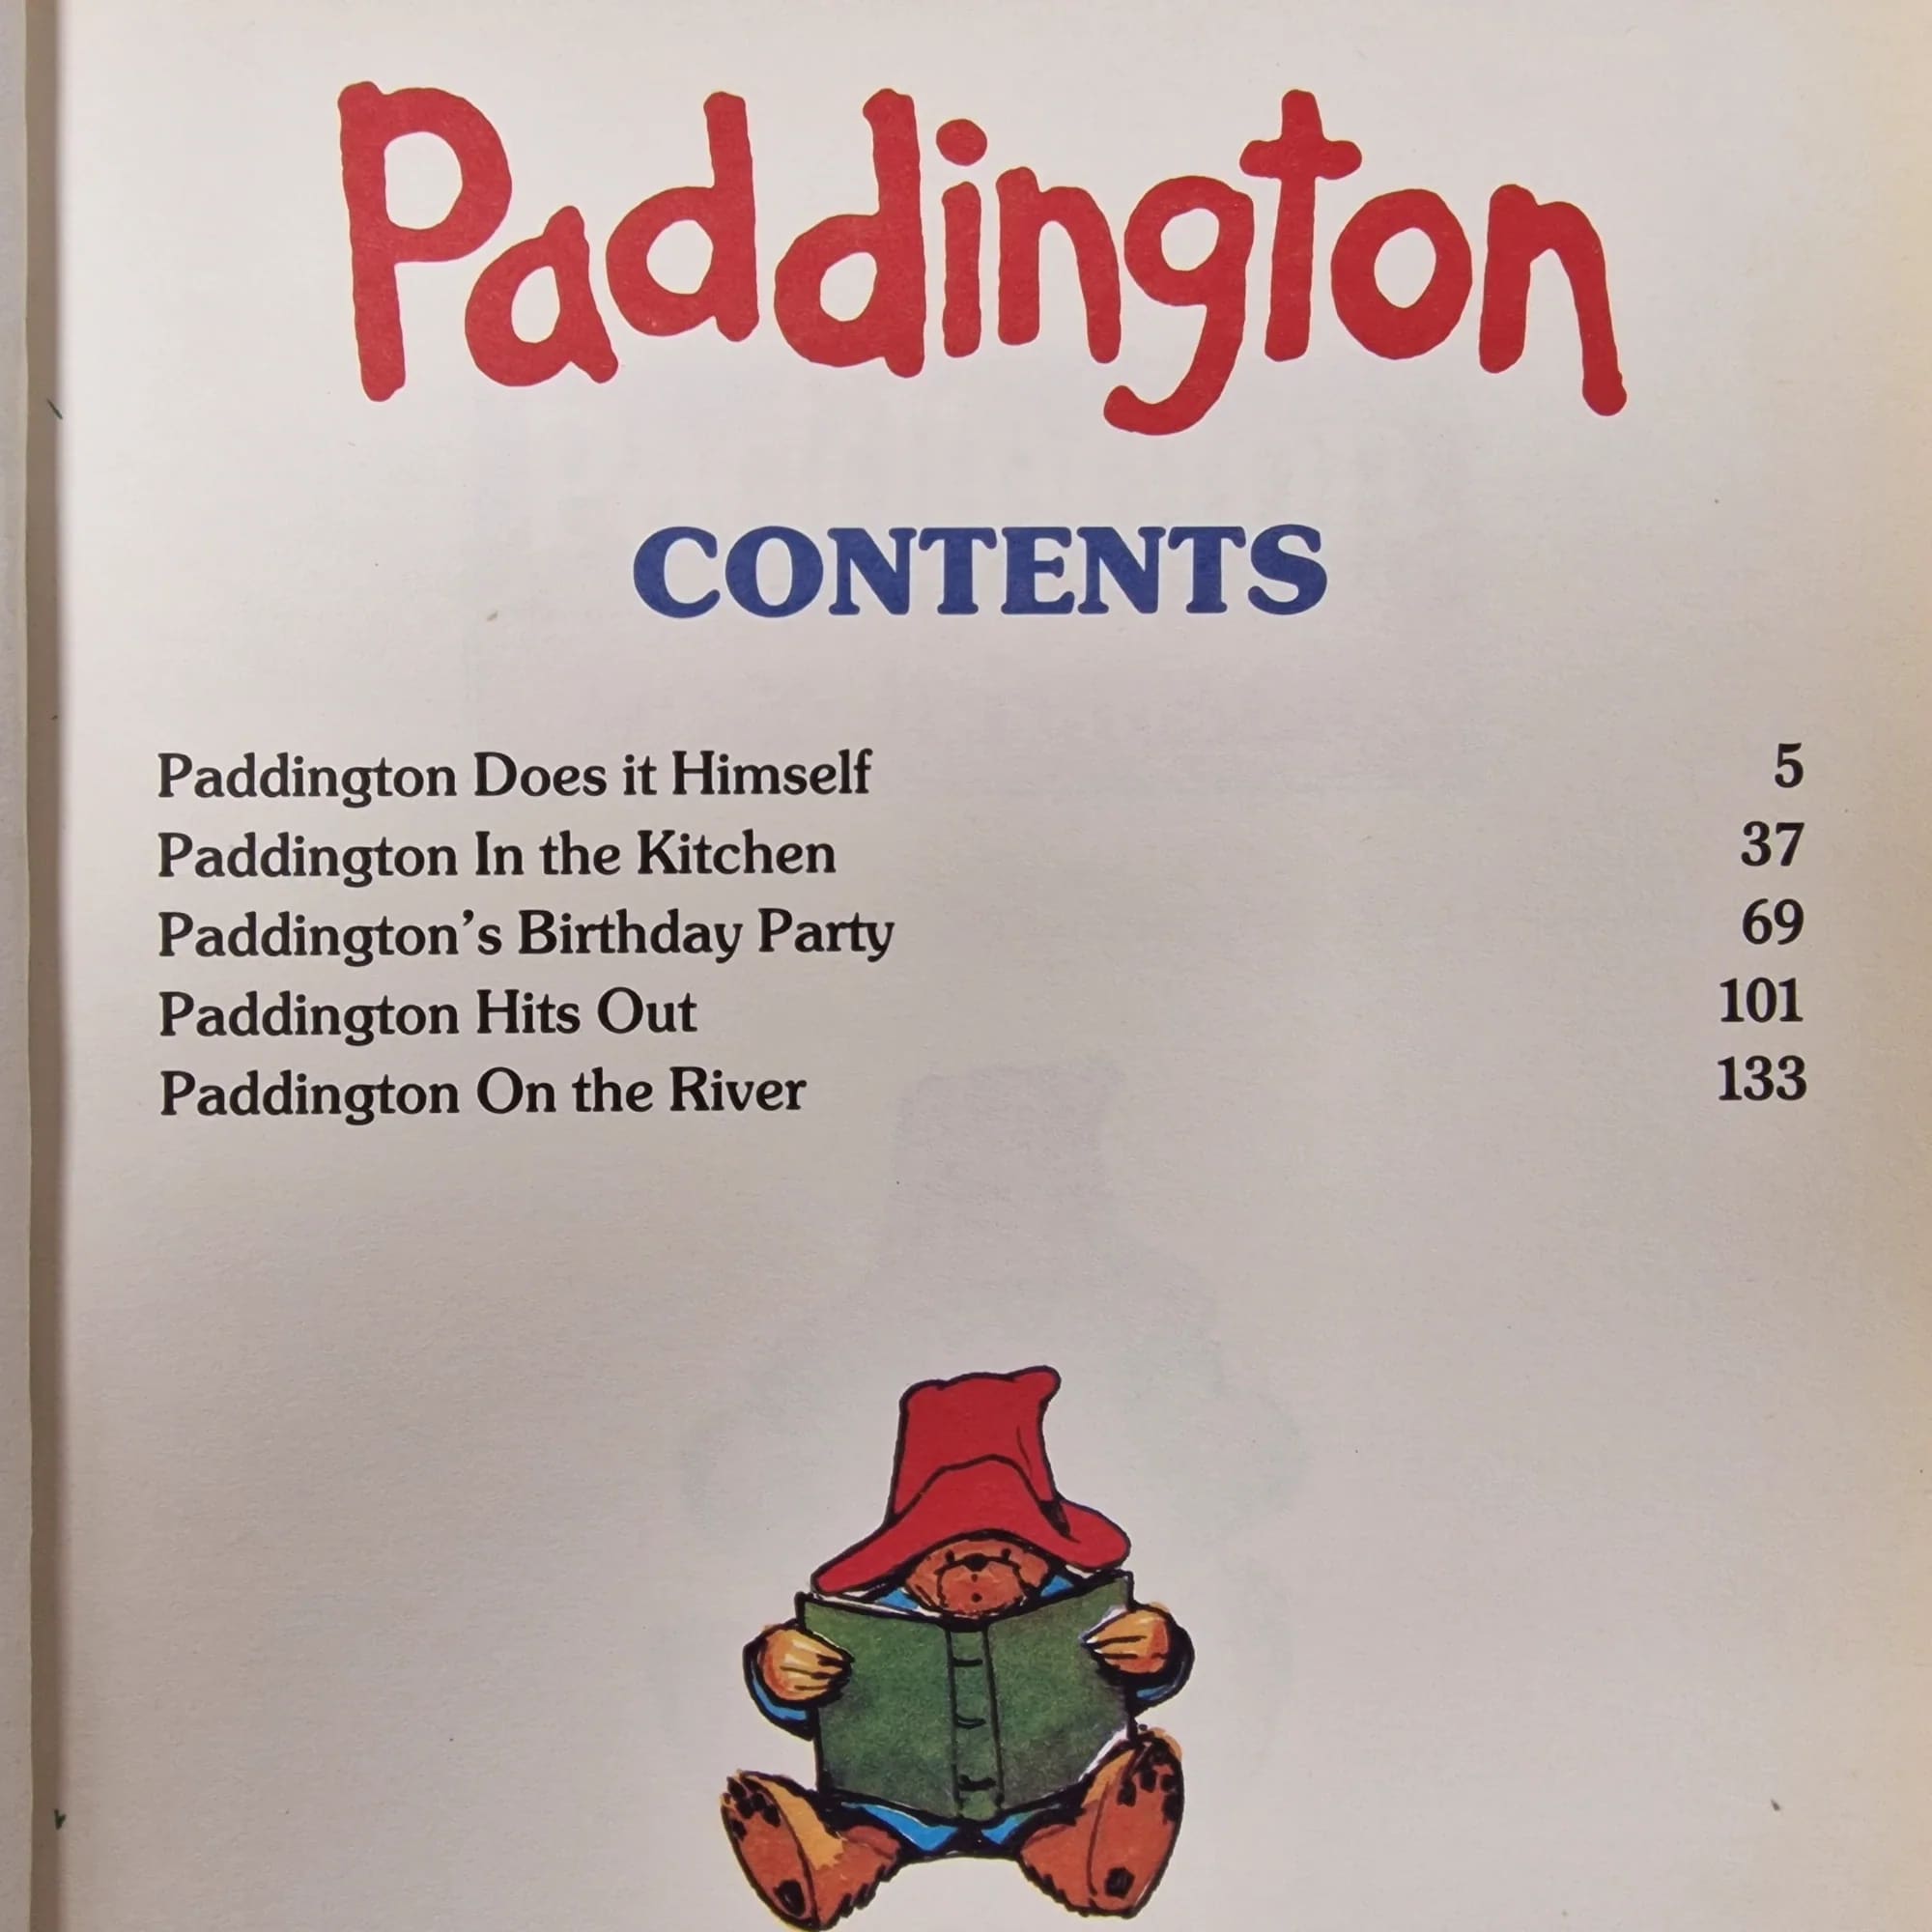 Paddington
CONTENTS
Paddington Does it Himself 5
Paddington In the Kitchen 37
Paddington’s Birthday Party 69
Paddington Hits Out 101
Paddington On the River 133